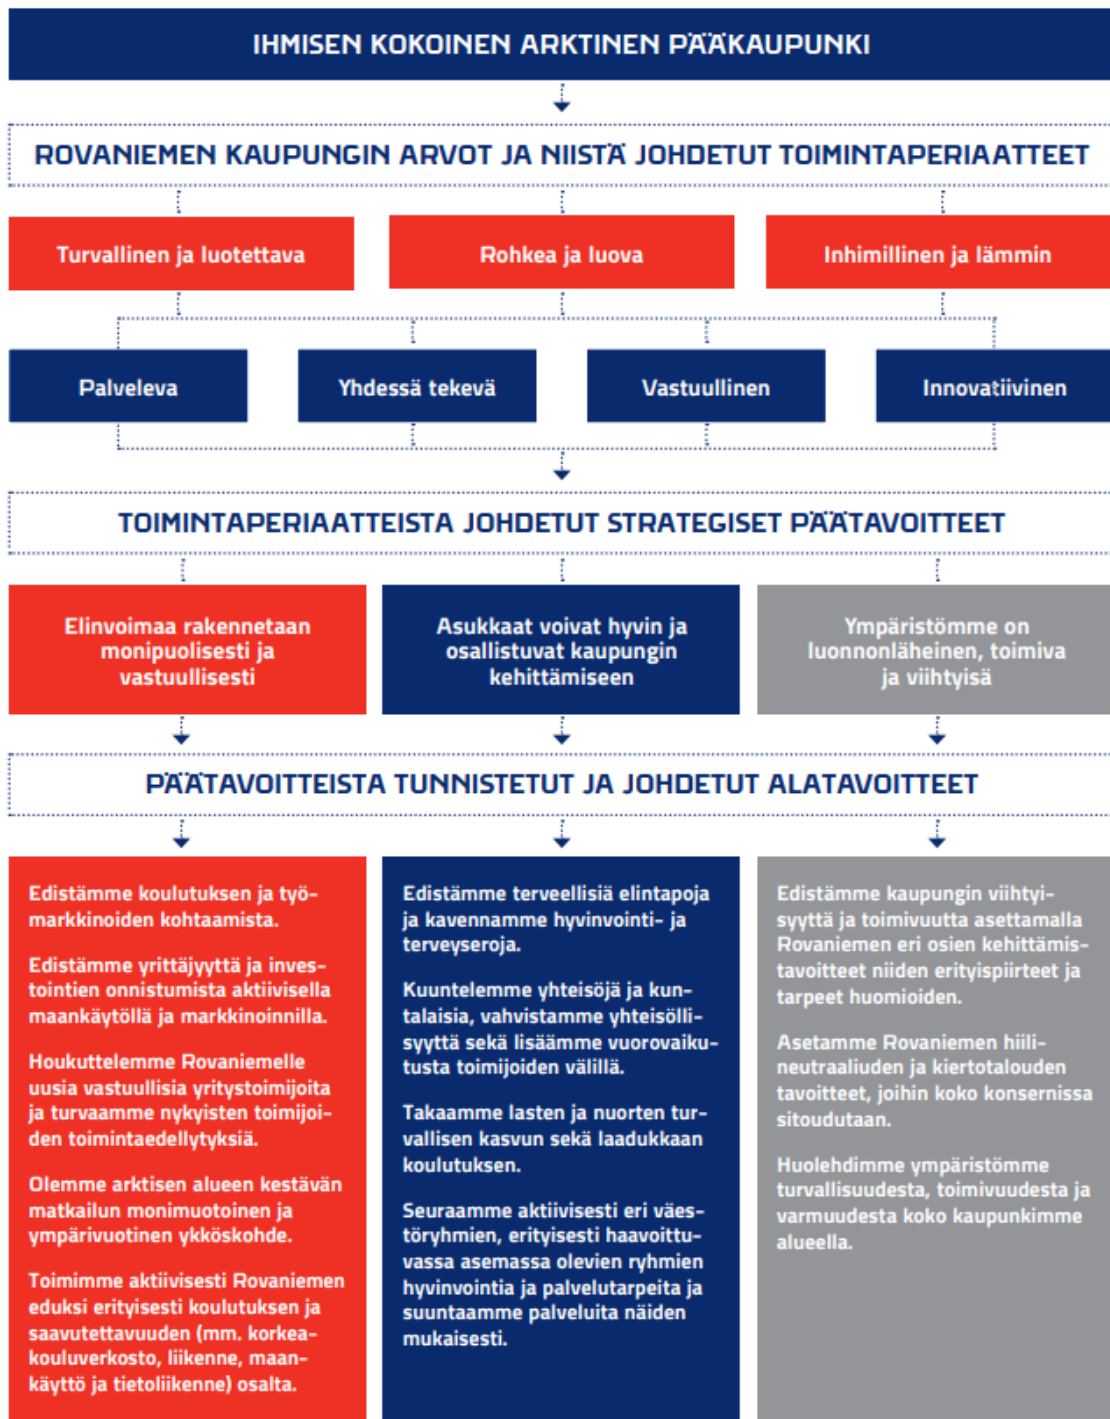 IHMISEN KOKOINEN ARKTINEN PÄÄKAUPUNKI
ROVANIEMEN KAUPUNGIN ARVOT JA NIISTÄ JOHDETUT TOIMINTAPERIAATTEET
Turvallinen ja luotettava
Rohkea ja luova
Inhimillinen ja lämmin
Palveleva
Yhdessä tekevä
Vastuullinen
Innovatiivinen
TOIMINTAPERIAATTEISTA JOHDETUT STRATEGISET PÄÄTAVOITTEET
Elinvoimaa rakennetaan
monipuolisesti ja
vastuullisesti
Asukkaat voivat hyvin ja
osallistuvat kaupungin
kehittämiseen
Ympäristömme on
luonnonläheinen, toimiva
ja viihtyisä
PÄÄTAVOITTEISTA TUNNISTETUT JA JOHDETUT ALATAVOITTEET
Edistämme koulutuksen ja työ-
markkinoiden kohtaamista.
Edistämme yrittäjyyttä ja inves-
tointien onnistumista aktiivisella
maankäytöllä ja markkinoinnilla.
Houkuttelemme Rovaniemelle
uusia vastuullisia yritystoimijoita
ja turvaamme nykyisten toimijoi-
den toimintaedellytyksiä.
Olemme arktisen alueen kestävän
matkailun monimuotoinen ja
ympärivuotinen ykköskohde.
Toimimme aktiivisesti Rovaniemen
eduksi erityisesti koulutuksen ja
saavutettavuuden (mm. korkea-
kouluverkosto, liikenne, maan-
käyttö ja tietoliikenne) osalta.
Edistämme terveellisiä elintapoja
ja kavennamme hyvinvointi- ja
terveyseroja.
Kuuntelemme yhteisöjä ja kun-
talaisia, vahvistamme yhteisölli-
syyttä sekä lisäämme vuorovaiku-
tusta toimijoiden välillä.
Takaamme lasten ja nuorten tur-
vallisen kasvun sekä laadukkaan
koulutuksen.
Seuraamme aktiivisesti eri väes-
töryhmien, erityisesti haavoittu-
vassa asemassa olevien ryhmien
hyvinvointia ja palvelutarpeita ja
suuntaamme palveluita näiden
mukaisesti.
Edistämme kaupungin viihtyi-
syyttä ja toimivuutta asettamalla
Rovaniemen eri osien kehittämis-
tavoitteet niiden erityispiirteet ja
tarpeet huomioiden.
Asetamme Rovaniemen hiili-
neutraaliuden ja kiertotalouden
tavoitteet, joihin koko konsernissa
sitoudutaan.
Huolehdimme ympäristömme
turvallisuudesta, toimivuudesta ja
varmuudesta koko kaupunkimme
alueella.